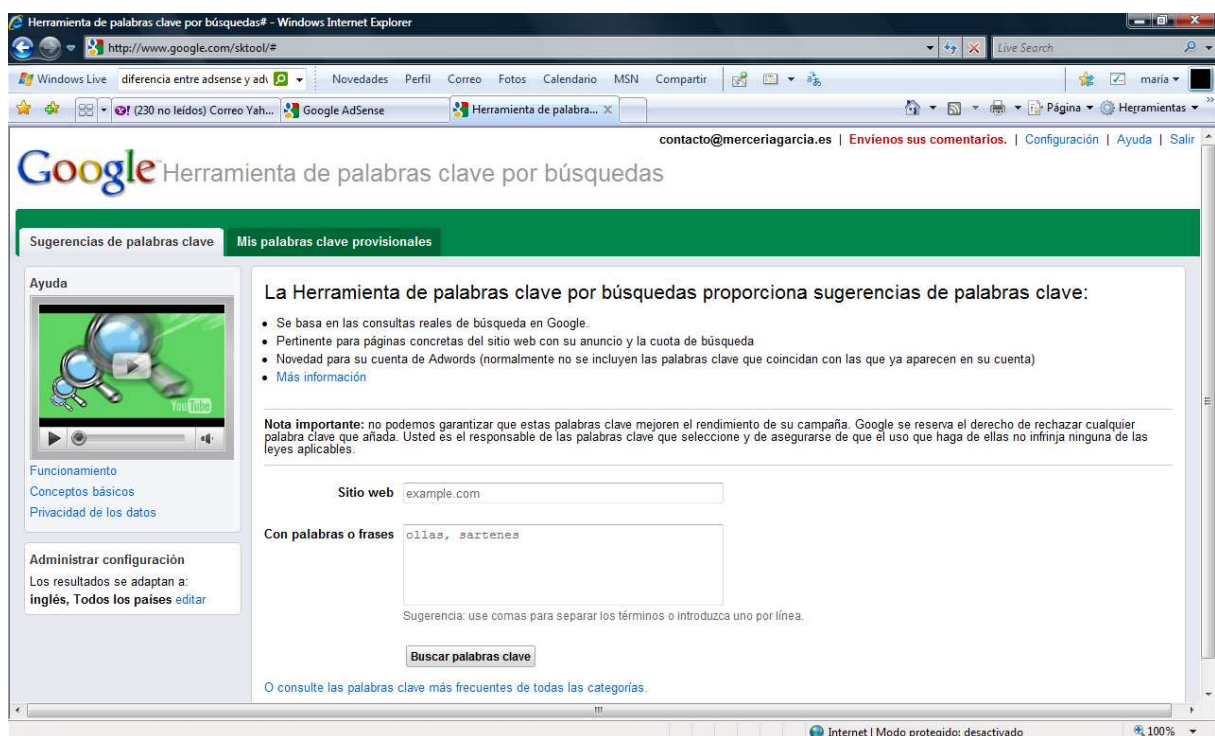 Herramienta de palabras clave por búsquedas# - Windows Internet Explorer
http://www.google.com/sktool/#
Live Search
Windows Live diferencia entre adsense y adv Novedades Perfil Correo Fotos Calendario MSN Compartir maría
(230 no leídos) Correo Yah... Google AdSense Herramienta de palabra... Página Herramientas
contacto@merceriagarcia.es | Envíenos sus comentarios. | Configuración | Ayuda | Salir
Google Herramienta de palabras clave por búsquedas
Sugerencias de palabras clave Mis palabras clave provisionales
Ayuda
YouTube
Funcionamiento
Conceptos básicos
Privacidad de los datos
Administrar configuración
Los resultados se adaptan a:
inglés, Todos los países editar
La Herramienta de palabras clave por búsquedas proporciona sugerencias de palabras clave:
Se basa en las consultas reales de búsqueda en Google.
Pertinente para páginas concretas del sitio web con su anuncio y la cuota de búsqueda
Novedad para su cuenta de Adwords (normalmente no se incluyen las palabras clave que coincidan con las que ya aparecen en su cuenta)
Más información
Nota importante: no podemos garantizar que estas palabras clave mejoren el rendimiento de su campaña. Google se reserva el derecho de rechazar cualquier
palabra clave que añada. Usted es el responsable de las palabras clave que seleccione y de asegurarse de que el uso que haga de ellas no infrinja ninguna de las
leyes aplicables.
Sitio web example.com
Con palabras o frases ollas, sartenes
Sugerencia: use comas para separar los términos o introduzca uno por línea.
Buscar palabras clave
O consulte las palabras clave más frecuentes de todas las categorías.
Internet | Modo protegido: desactivado 100%